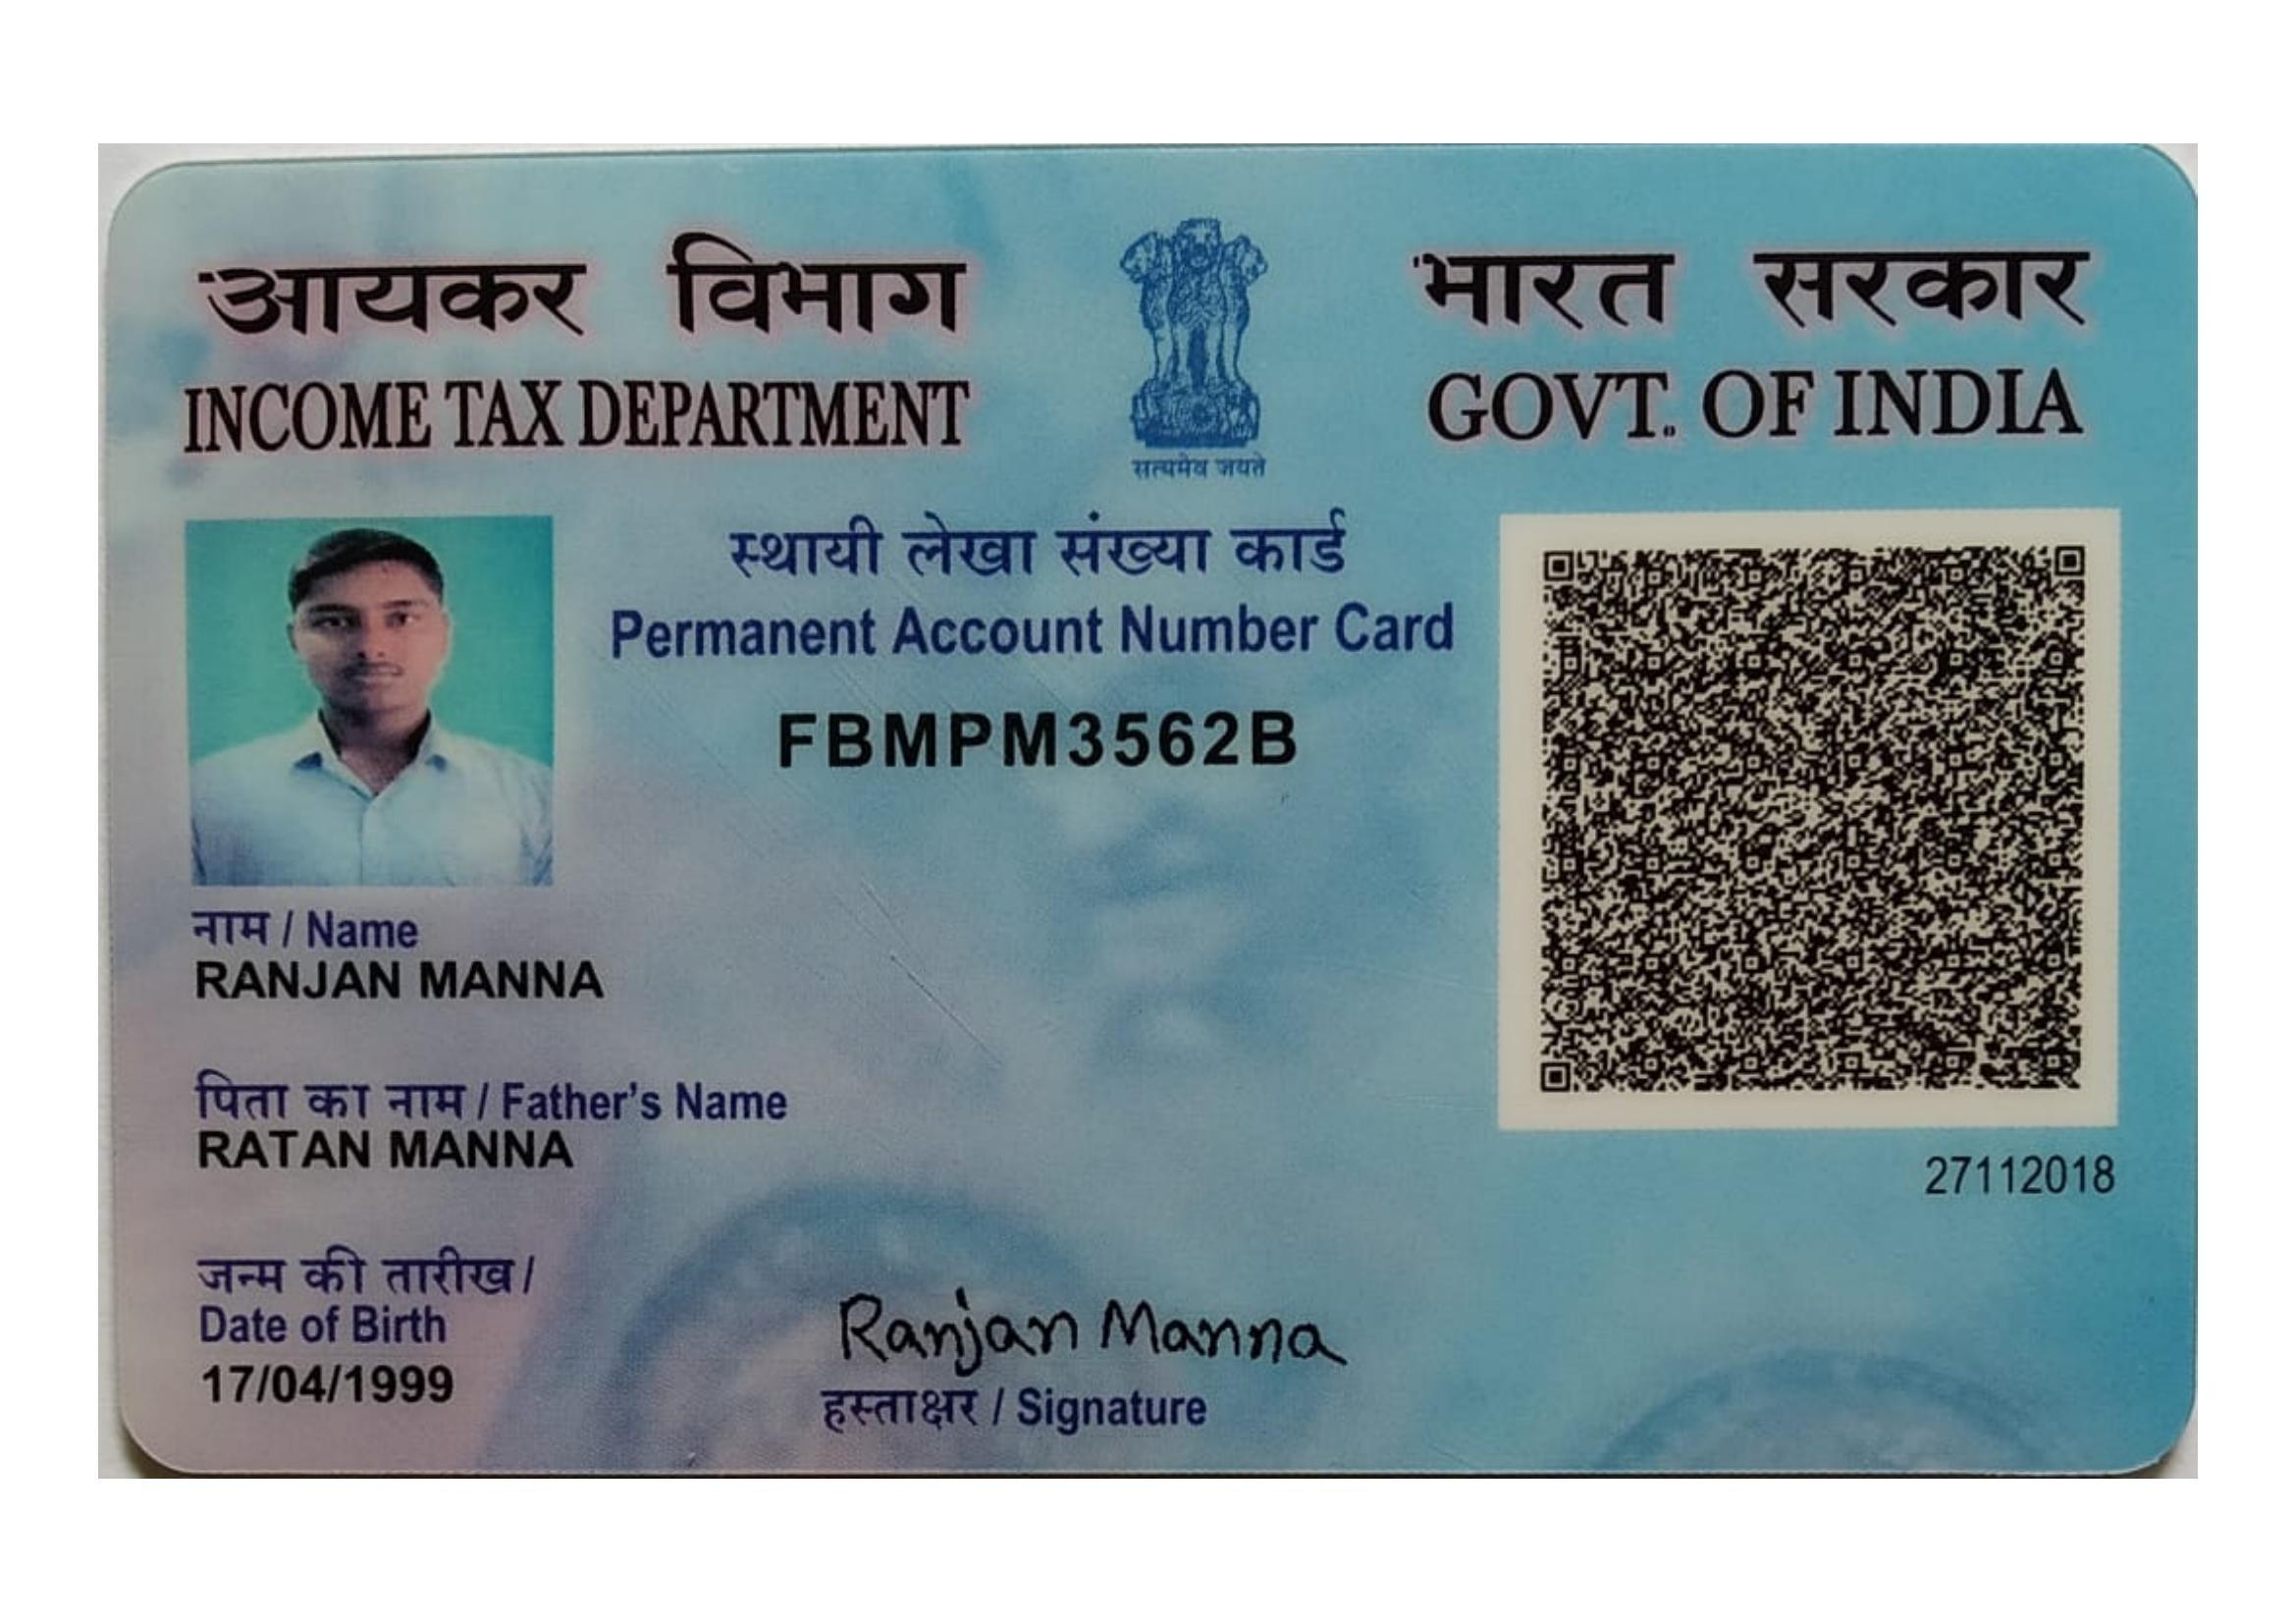 आयकर विभाग
INCOME TAX DEPARTMENT
सत्यमेव जयते
भारत सरकार
GOVT. OF INDIA
स्थायी लेखा संख्या कार्ड
Permanent Account Number Card
FBMPM3562B
नाम / Name
RANJAN MANNA
पिता का नाम / Father's Name
RATAN MANNA
27112018
जन्म की तारीख /
Date of Birth
17/04/1999
Ranjan Manna
हस्ताक्षर / Signature